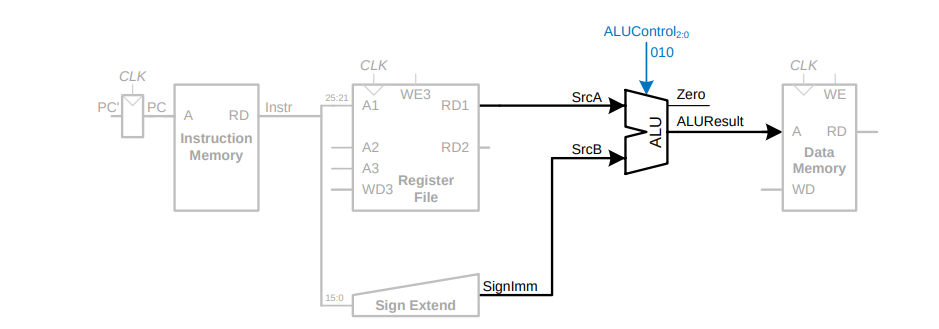 ALUControl2:0
010
CLK
CLK
CLK
PC'
PC
A
RD
Instr
Instruction
Memory
25:21
A1
WE3
RD1
A2
RD2
A3
WD3
Register
File
SrcA
SrcB
ALU
Zero
ALUResult
WE
A
RD
Data
Memory
WD
15:0
Sign Extend
SignImm